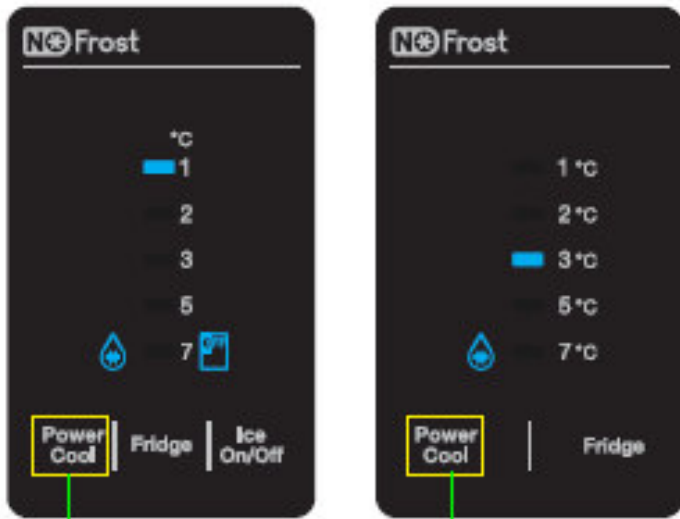 NO Frost
°C
1
2
3
5
7 OFF
Power Cool
Fridge
Ice On/Off
NO Frost
1 °C
2 °C
3 °C
5 °C
7 °C
Power Cool
Fridge